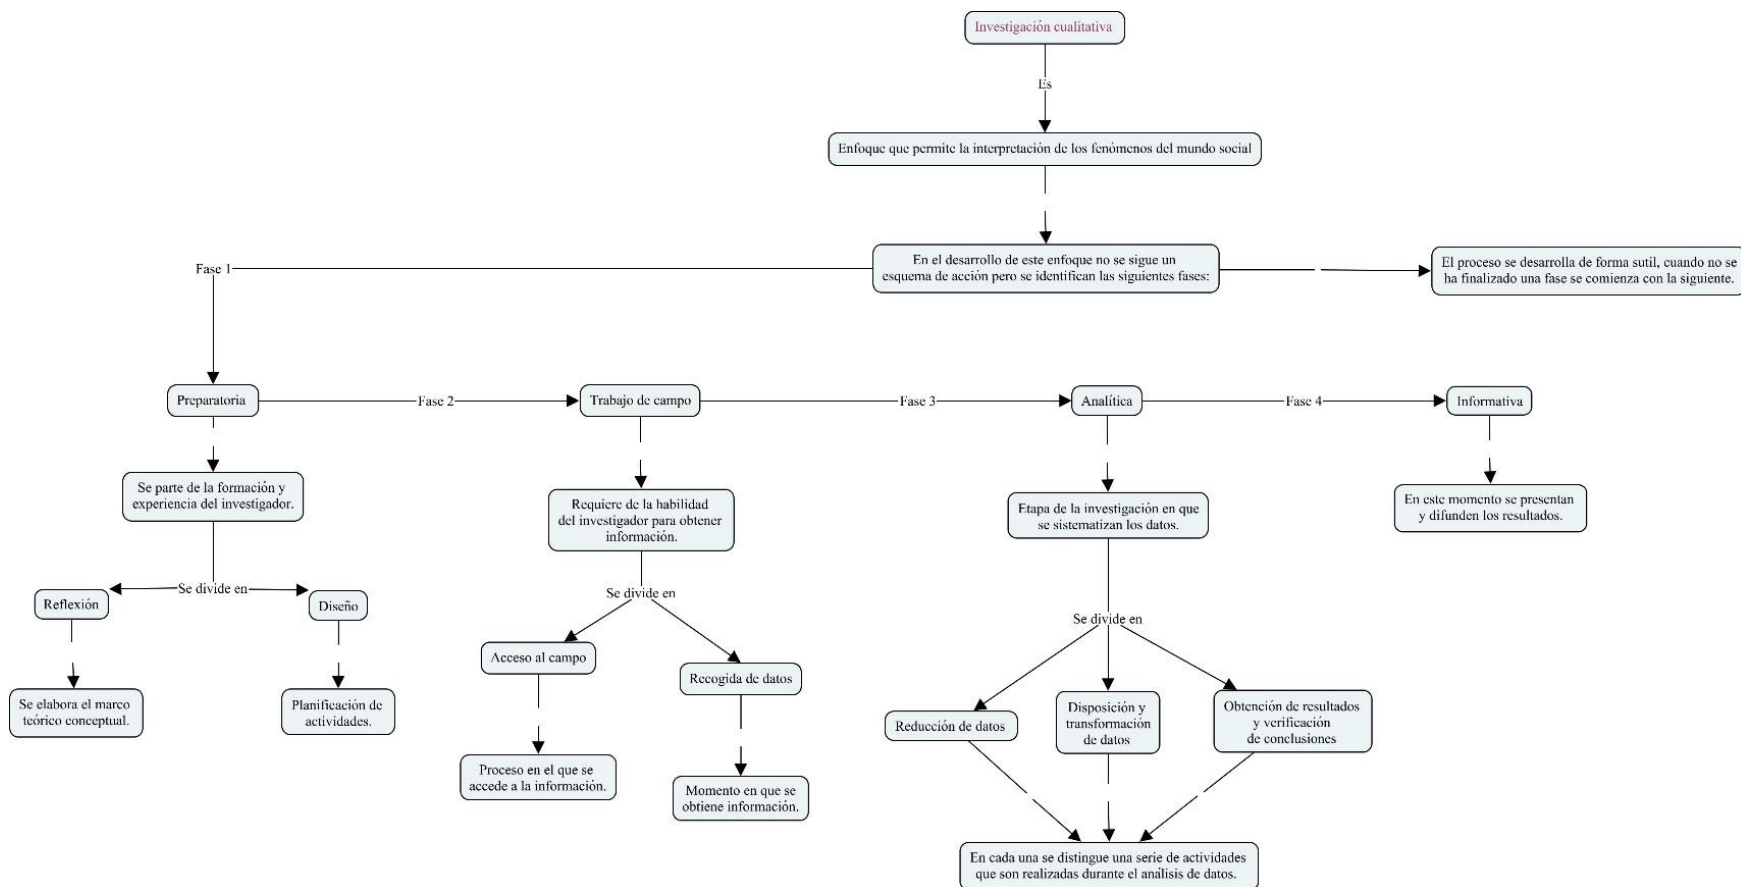 Investigación cualitativa
Es
Enfoque que permite la interpretación de los fenómenos del mundo social
En el desarrollo de este enfoque no se sigue un
esquema de acción pero se identifican las siguientes fases:
El proceso se desarrolla de forma sutil, cuando no se
ha finalizado una fase se comienza con la siguiente.
Fase 1
Preparatoria
Fase 2
Trabajo de campo
Fase 3
Analítica
Fase 4
Informativa
Se parte de la formación y
experiencia del investigador.
Requiere de la habilidad
del investigador para obtener
información.
Etapa de la investigación en que
se sistematizan los datos.
En este momento se presentan
y difunden los resultados.
Se divide en
Reflexión
Diseño
Se elabora el marco
teórico conceptual.
Planificación de
actividades.
Se divide en
Acceso al campo
Recogida de datos
Proceso en el que se
accede a la información.
Momento en que se
obtiene información.
Se divide en
Reducción de datos
Disposición y
transformación
de datos
Obtención de resultados
y verificación
de conclusiones
En cada una se distingue una serie de actividades
que son realizadas durante el análisis de datos.